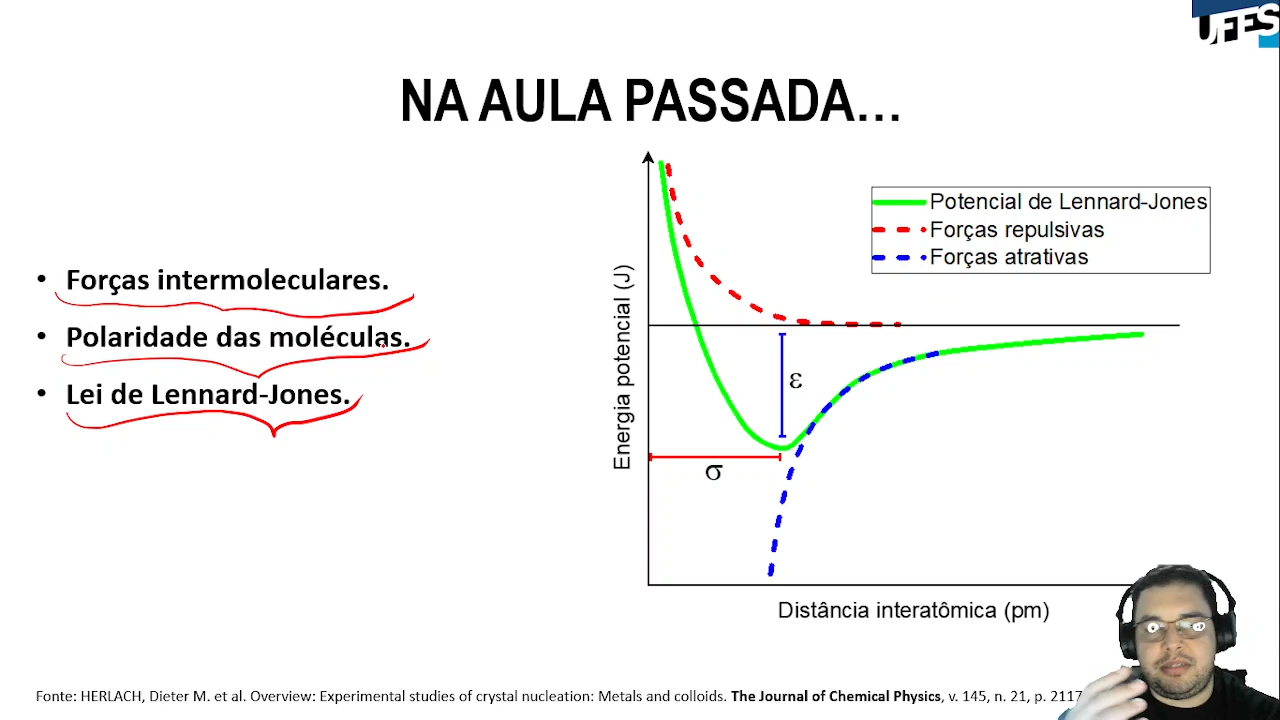 UFES
NA AULA PASSADA...
• Forças intermoleculares.
• Polaridade das moléculas.
• Lei de Lennard-Jones.
Potencial de Lennard-Jones
Forças repulsivas
Forças atrativas
Energia potencial (J)
ε
σ
Distância interatômica (pm)
Fonte: HERLACH, Dieter M. et al. Overview: Experimental studies of crystal nucleation: Metals and colloids. The Journal of Chemical Physics, v. 145, n. 21, p. 2117